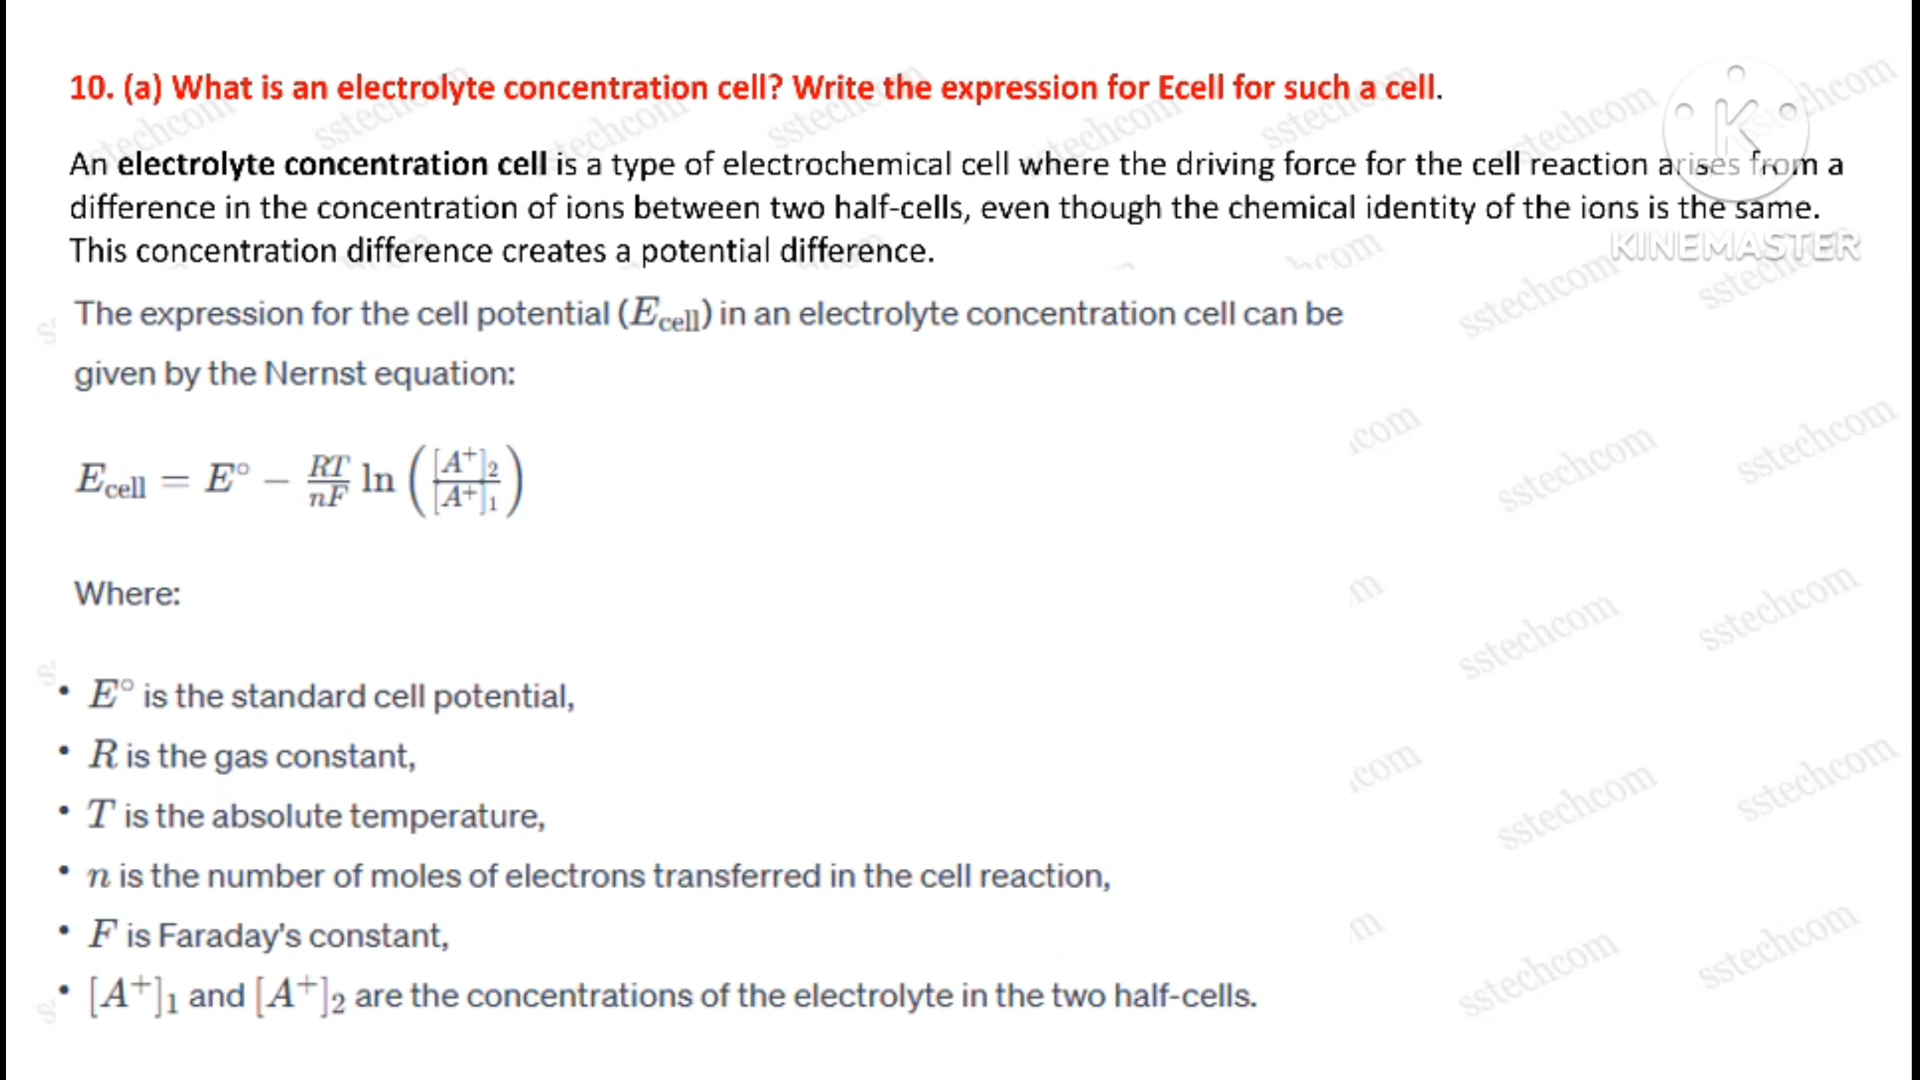 10. (a) What is an electrolyte concentration cell? Write the expression for Ecell for such a cell.
An electrolyte concentration cell is a type of electrochemical cell where the driving force for the cell reaction arises from a
difference in the concentration of ions between two half-cells, even though the chemical identity of the ions is the same.
This concentration difference creates a potential difference.
KINEMASTER
The expression for the cell potential (E_cell) in an electrolyte concentration cell can be
given by the Nernst equation:
E_cell = E° − RT/nF ln ([A⁺]₂/[A⁺]₁)
Where:
• E° is the standard cell potential,
• R is the gas constant,
• T is the absolute temperature,
• n is the number of moles of electrons transferred in the cell reaction,
• F is Faraday's constant,
• [A⁺]₁ and [A⁺]₂ are the concentrations of the electrolyte in the two half-cells.
sstechcom